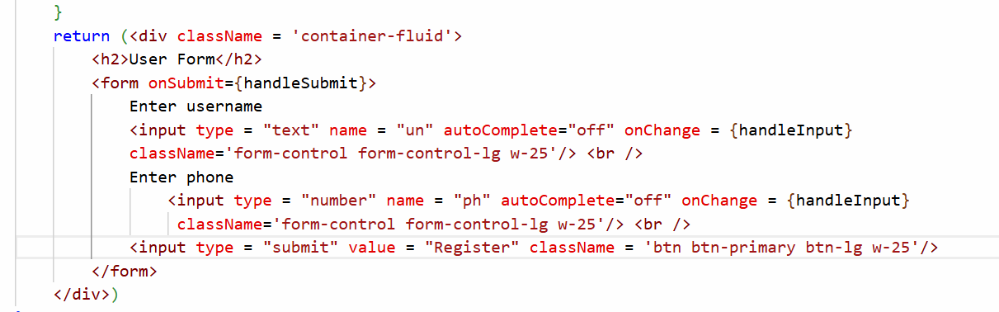 }
return (<div className = 'container-fluid'>
<h2>User Form</h2>
<form onSubmit={handleSubmit}>
Enter username
<input type = "text" name = "un" autoComplete="off" onChange = {handleInput}
className='form-control form-control-lg w-25'/> <br />
Enter phone
<input type = "number" name = "ph" autoComplete="off" onChange = {handleInput}
className='form-control form-control-lg w-25'/> <br />
<input type = "submit" value = "Register" className = 'btn btn-primary btn-lg w-25'/>
</form>
</div>)